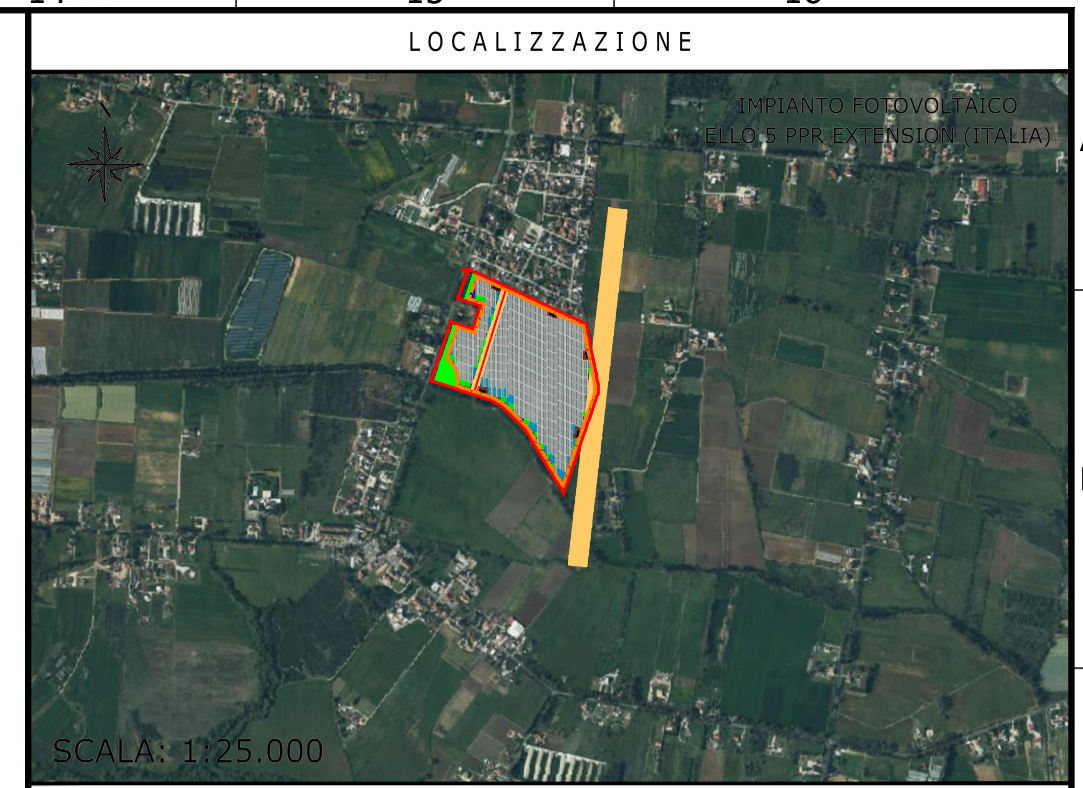 LOCALIZZAZIONE
IMPIANTO FOTOVOLTAICO
ELLO 5 PPR EXTENSION (ITALIA)
N
SCALA: 1:25.000